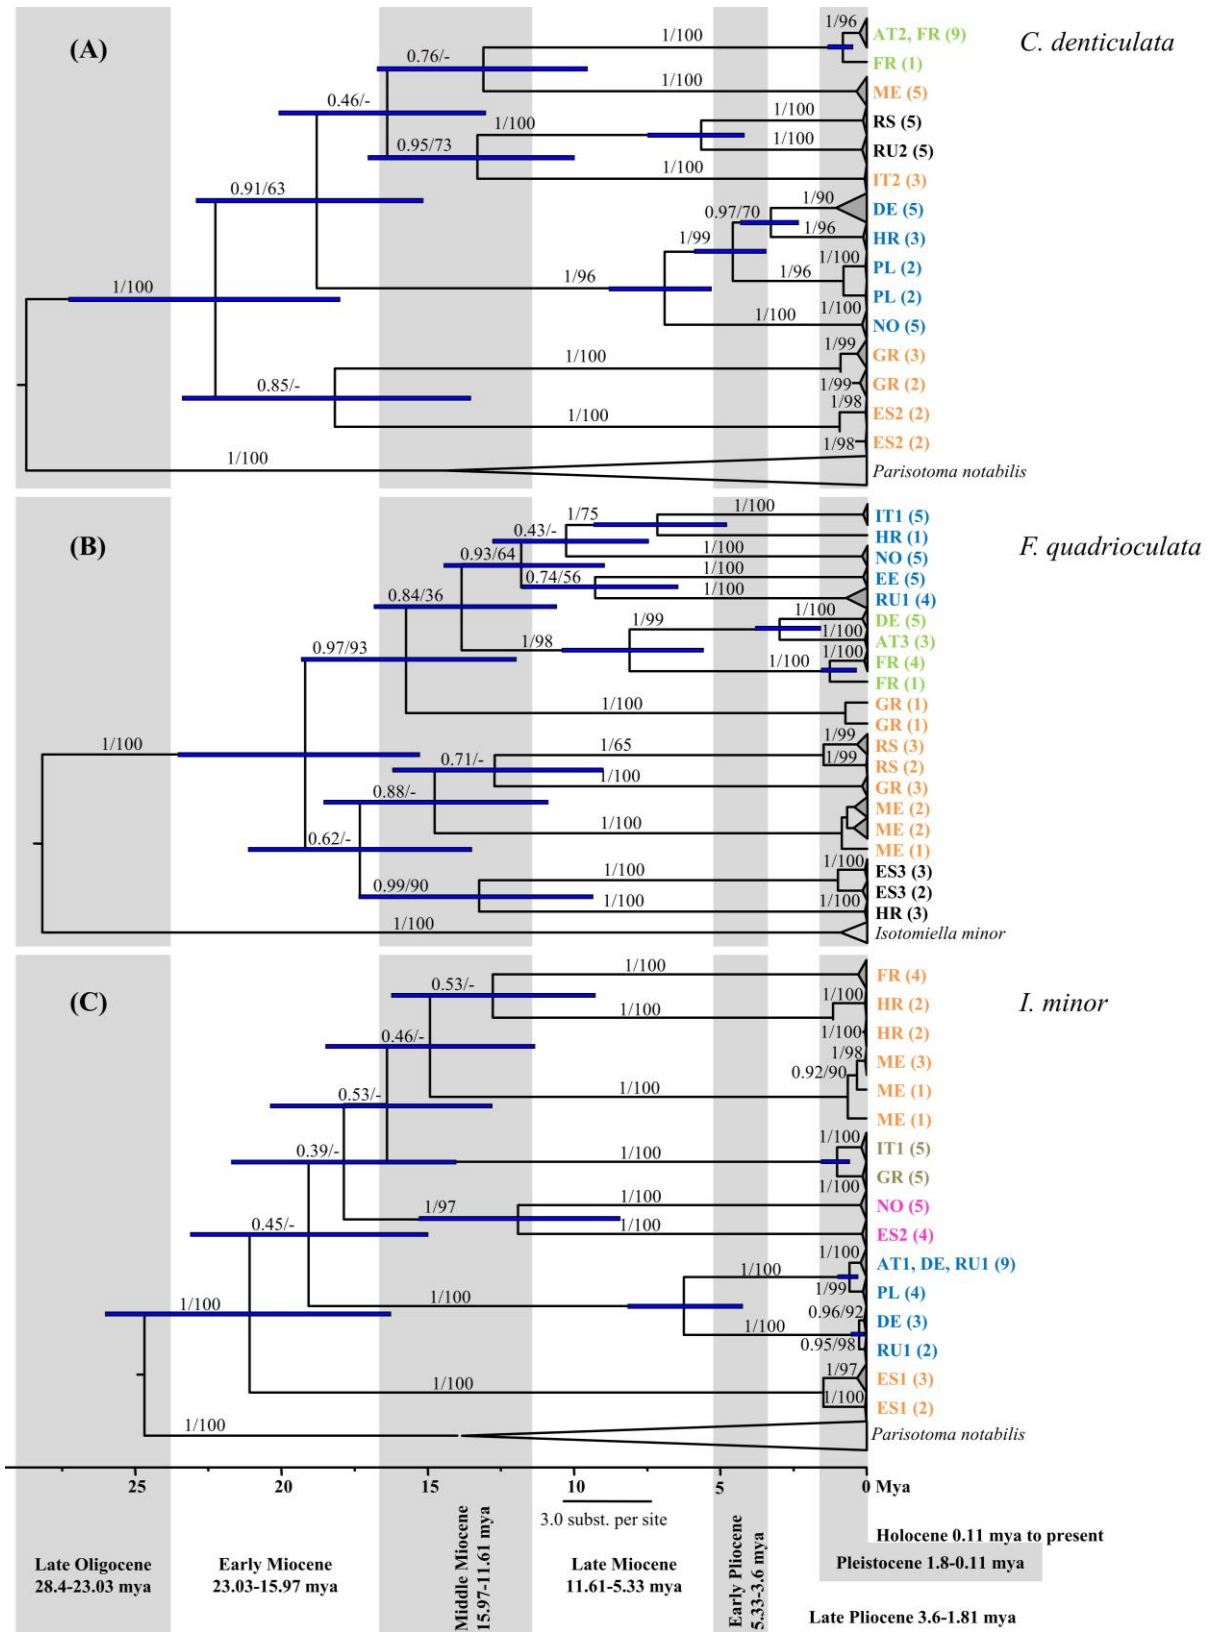 (A)
C. denticulata
1/96
AT2, FR (9)
1/100
FR (1)
0.76/-
ME (5)
0.46/-
1/100
1/100
RS (5)
1/100
RU2 (5)
0.95/73
1/100
IT2 (3)
0.91/63
1/90
DE (5)
0.97/70
1/96
HR (3)
1/99
1/100
PL (2)
1/96
1/96
PL (2)
1/100
1/100
1/100
NO (5)
1/99
GR (3)
1/100
0.85/-
1/99
GR (2)
1/98
ES2 (2)
1/100
1/98
ES2 (2)
1/100
Parisotoma notabilis
(B)
F. quadrioculata
1/100
IT1 (5)
1/75
HR (1)
0.43/-
1/100
NO (5)
0.93/64
1/100
EE (5)
0.74/56
1/100
RU1 (4)
0.84/36
1/100
DE (5)
1/99
1/100
AT3 (3)
1/98
1/100
FR (4)
0.97/93
1/100
FR (1)
GR (1)
1/100
GR (1)
1/99
RS (3)
1/100
1/65
1/99
RS (2)
0.71/-
1/100
GR (3)
0.88/-
ME (2)
1/100
ME (2)
0.62/-
ME (1)
1/100
ES3 (3)
1/100
0.99/90
ES3 (2)
1/100
1/100
HR (3)
1/100
Isotomiella minor
(C)
I. minor
1/100
FR (4)
0.53/-
1/100
HR (2)
1/100
0.46/-
1/100
HR (2)
1/98
ME (3)
0.92/90
0.53/-
1/100
ME (1)
ME (1)
1/100
IT1 (5)
0.39/-
1/100
GR (5)
1/100
1/100
NO (5)
1/97
0.45/-
1/100
ES2 (4)
1/100
AT1, DE, RU1 (9)
1/100
1/99
PL (4)
1/100
1/100
0.96/92
DE (3)
1/100
0.95/98
RU1 (2)
1/97
ES1 (3)
1/100
1/100
ES1 (2)
1/100
Parisotoma notabilis
25 20 15 10 5 0 Mya
3.0 subst. per site
Holocene 0.11 mya to present
Late Oligocene
28.4-23.03 mya
Early Miocene
23.03-15.97 mya
Middle Miocene
15.97-11.61 mya
Late Miocene
11.61-5.33 mya
Early Pliocene
5.33-3.6 mya
Pleistocene 1.8-0.11 mya
Late Pliocene 3.6-1.81 mya